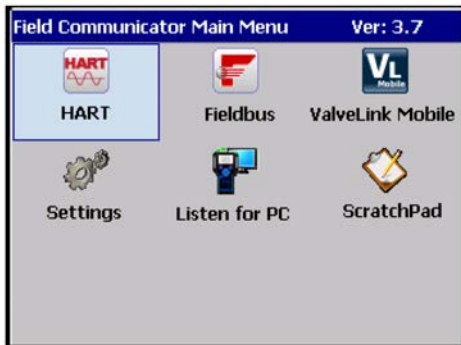 Field Communicator Main Menu Ver: 3.7
HART
VL
Mobile
HART
Fieldbus
ValveLink Mobile
Settings
Listen for PC
ScratchPad